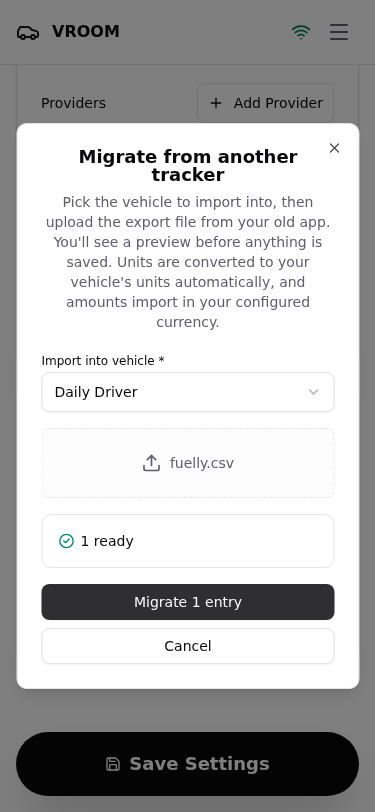 VROOM
Providers
Add Provider
Migrate from another
tracker
Pick the vehicle to import into, then
upload the export file from your old app.
You'll see a preview before anything is
saved. Units are converted to your
vehicle's units automatically, and
amounts import in your configured
currency.
Import into vehicle *
Daily Driver
fuelly.csv
1 ready
Migrate 1 entry
Cancel
Save Settings